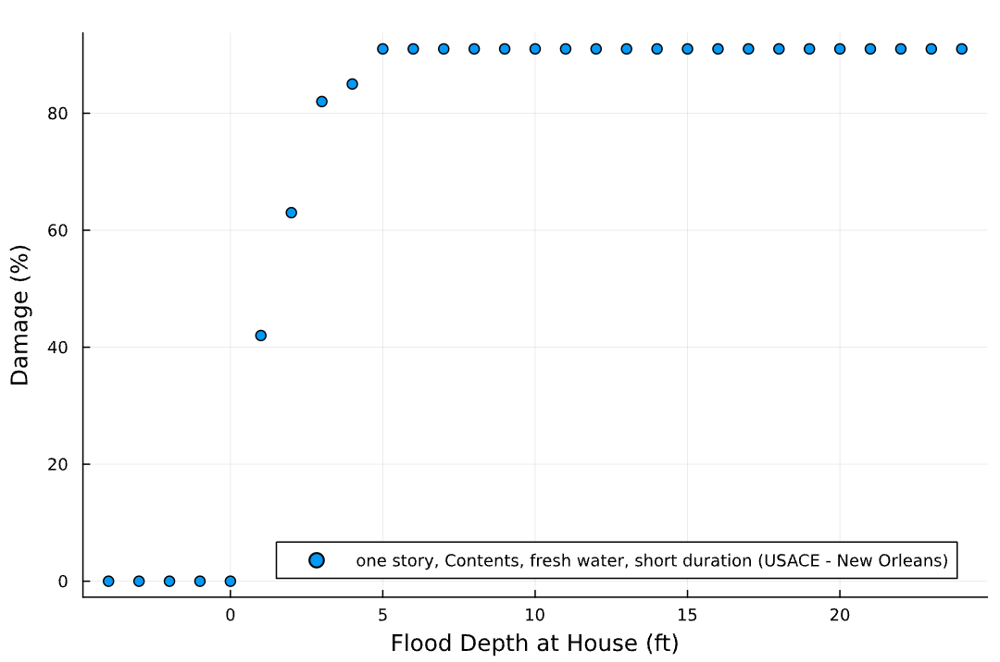 80
60
40
20
0
Damage (%)
one story, Contents, fresh water, short duration (USACE - New Orleans)
0 5 10 15 20
Flood Depth at House (ft)